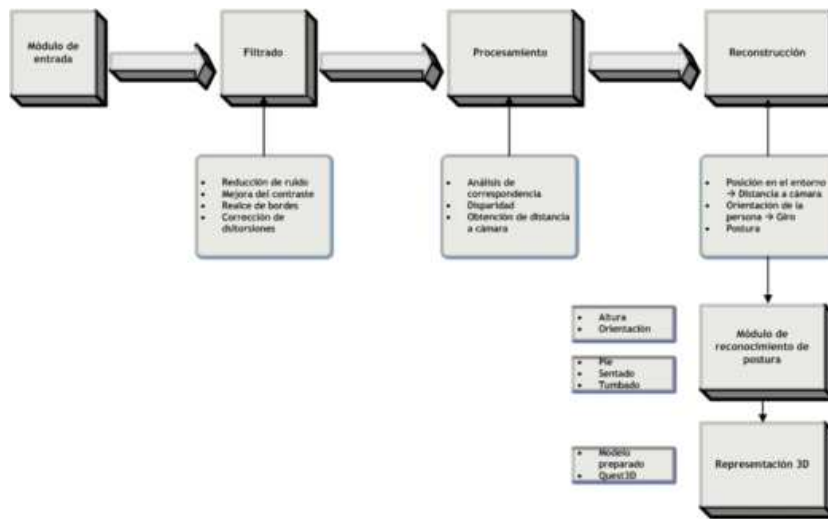 Módulo de
entrada
Filtrado
Procesamiento
Reconstrucción
• Reducción de ruido
• Mejora del contraste
• Realce de bordes
• Corrección de
dsitorsiones
• Análisis de
correspondencia
• Disparidad
• Obtención de distancia
a cámara
• Posición en el entorno
→ Distancia a cámara
• Orientación de la
persona → Giro
• Postura
• Altura
• Orientación
Módulo de
reconocimiento de
postura
• Pie
• Sentado
• Tumbado
• Modelo
preparado
• Quest3D
Representación 3D